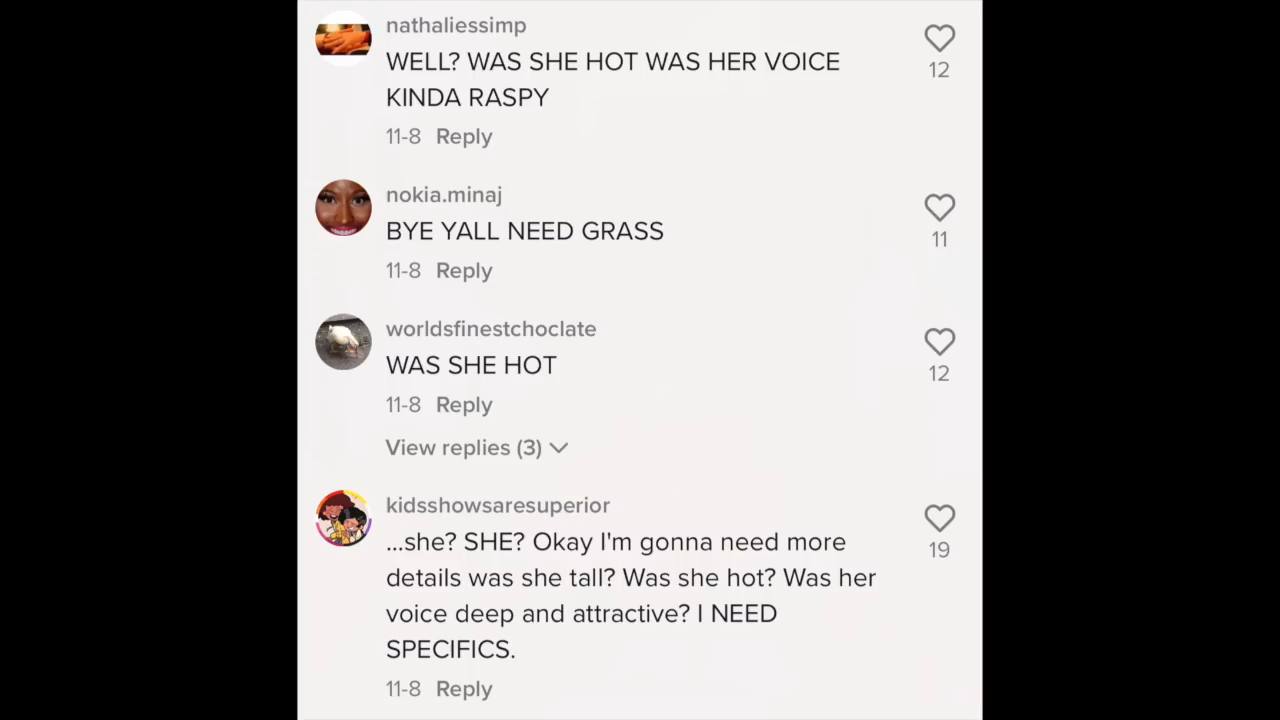 nathaliessimp
WELL? WAS SHE HOT WAS HER VOICE
KINDA RASPY
12
11-8 Reply
nokia.minaj
BYE YALL NEED GRASS
11
11-8 Reply
worldsfinestchoclate
WAS SHE HOT
12
11-8 Reply
View replies (3)
kidsshowsaresuperior
...she? SHE? Okay I'm gonna need more
19
details was she tall? Was she hot? Was her
voice deep and attractive? I NEED
SPECIFICS.
11-8 Reply